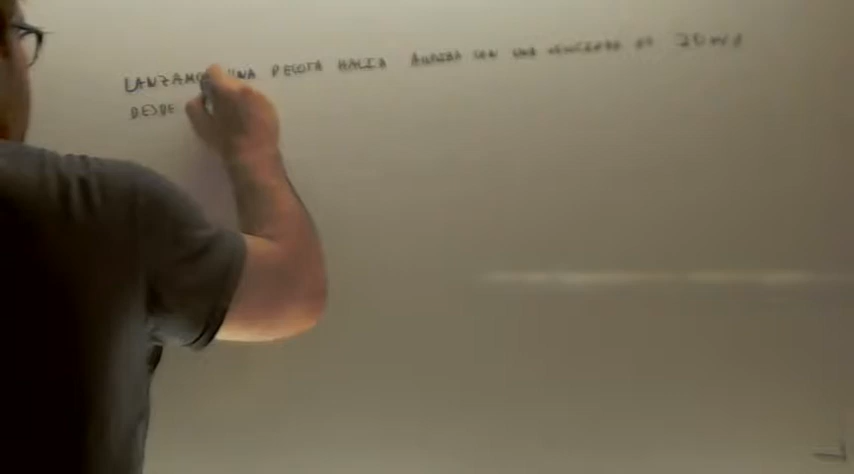 LANZAMOS UNA PELOTA HACIA ARRIBA CON UNA VELOCIDAD DE 20 m/s
DESDE